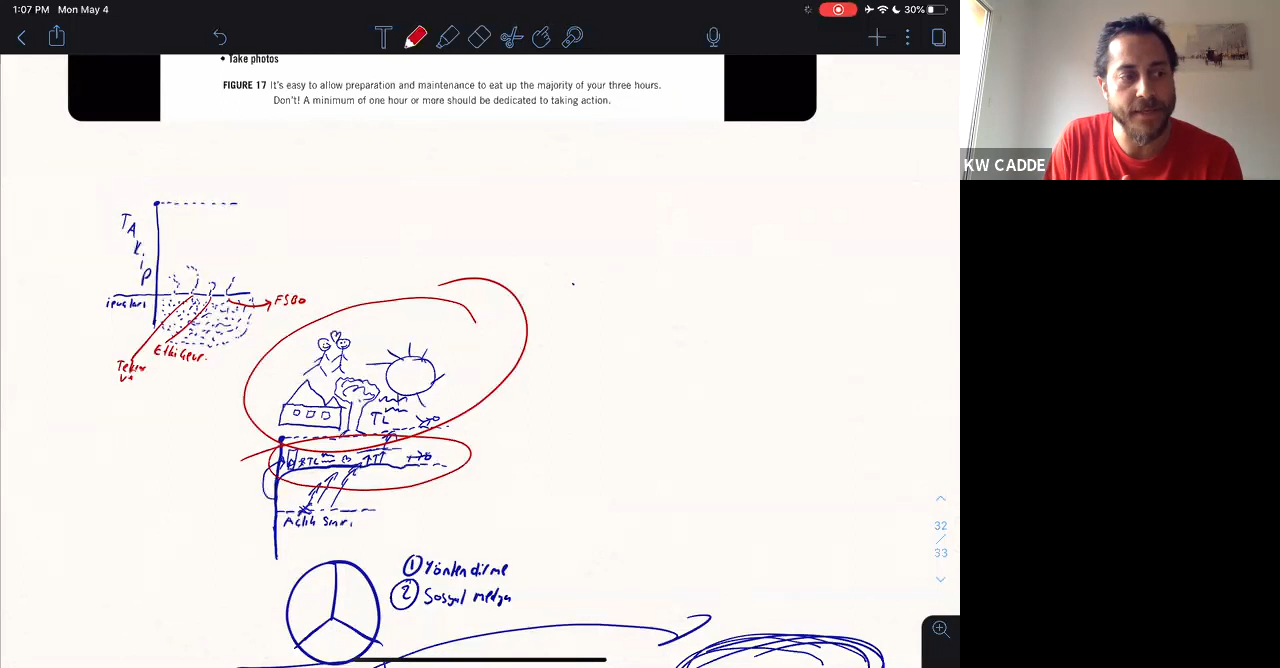 1:07 PM Mon May 4
30%
T
• Take photos
FIGURE 17 It's easy to allow preparation and maintenance to eat up the majority of your three hours.
Don't! A minimum of one hour or more should be dedicated to taking action.
KW CADDE
TAKİP
ipuçları
FSBO
TL
TL
Açlık Sınırı
① Yönlendirme
② Sosyal medya
32
33